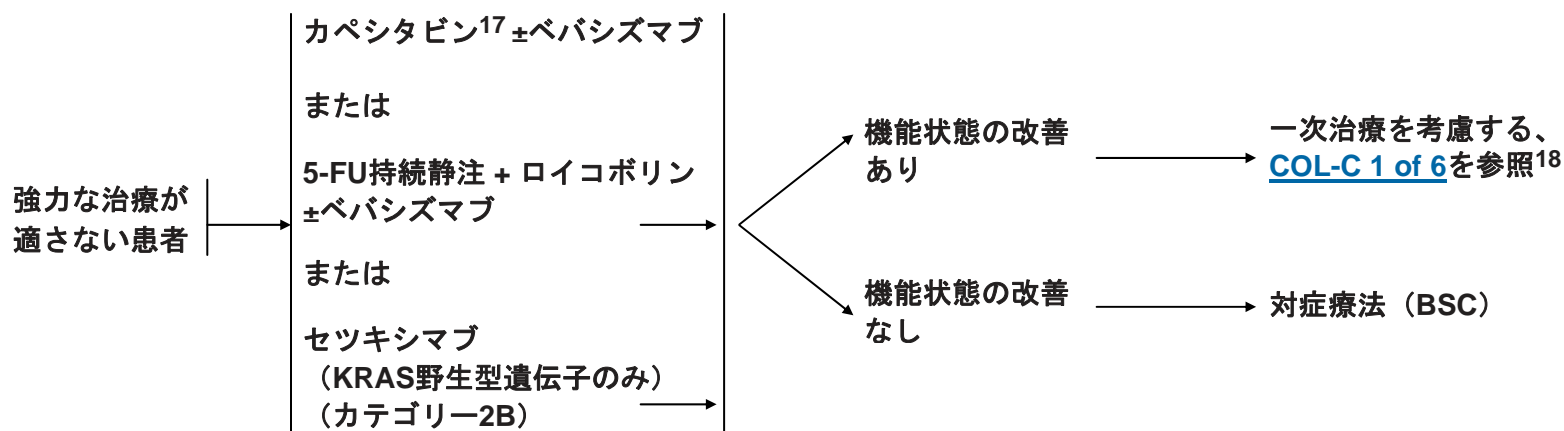 強力な治療が
適さない患者
カペシタビン17 ±ベバシズマブ
または
5-FU持続静注 + ロイコボリン
±ベバシズマブ
または
セツキシマブ
（KRAS野生型遺伝子のみ）
（カテゴリー2B）
機能状態の改善
あり
一次治療を考慮する、
COL-C 1 of 6を参照18
機能状態の改善
なし
対症療法（BSC）